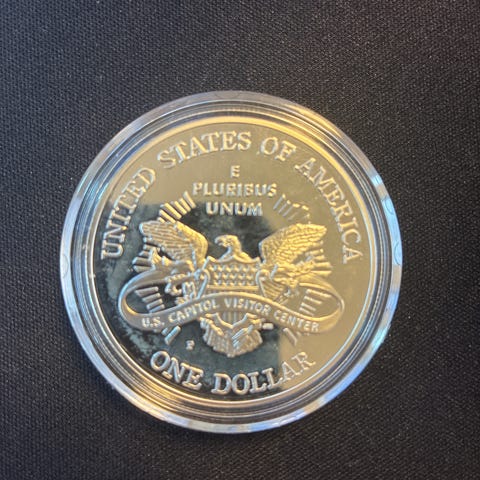 UNITED STATES OF AMERICA
E
PLURIBUS
UNUM
U.S. CAPITOL VISITOR CENTER
P
ONE DOLLAR